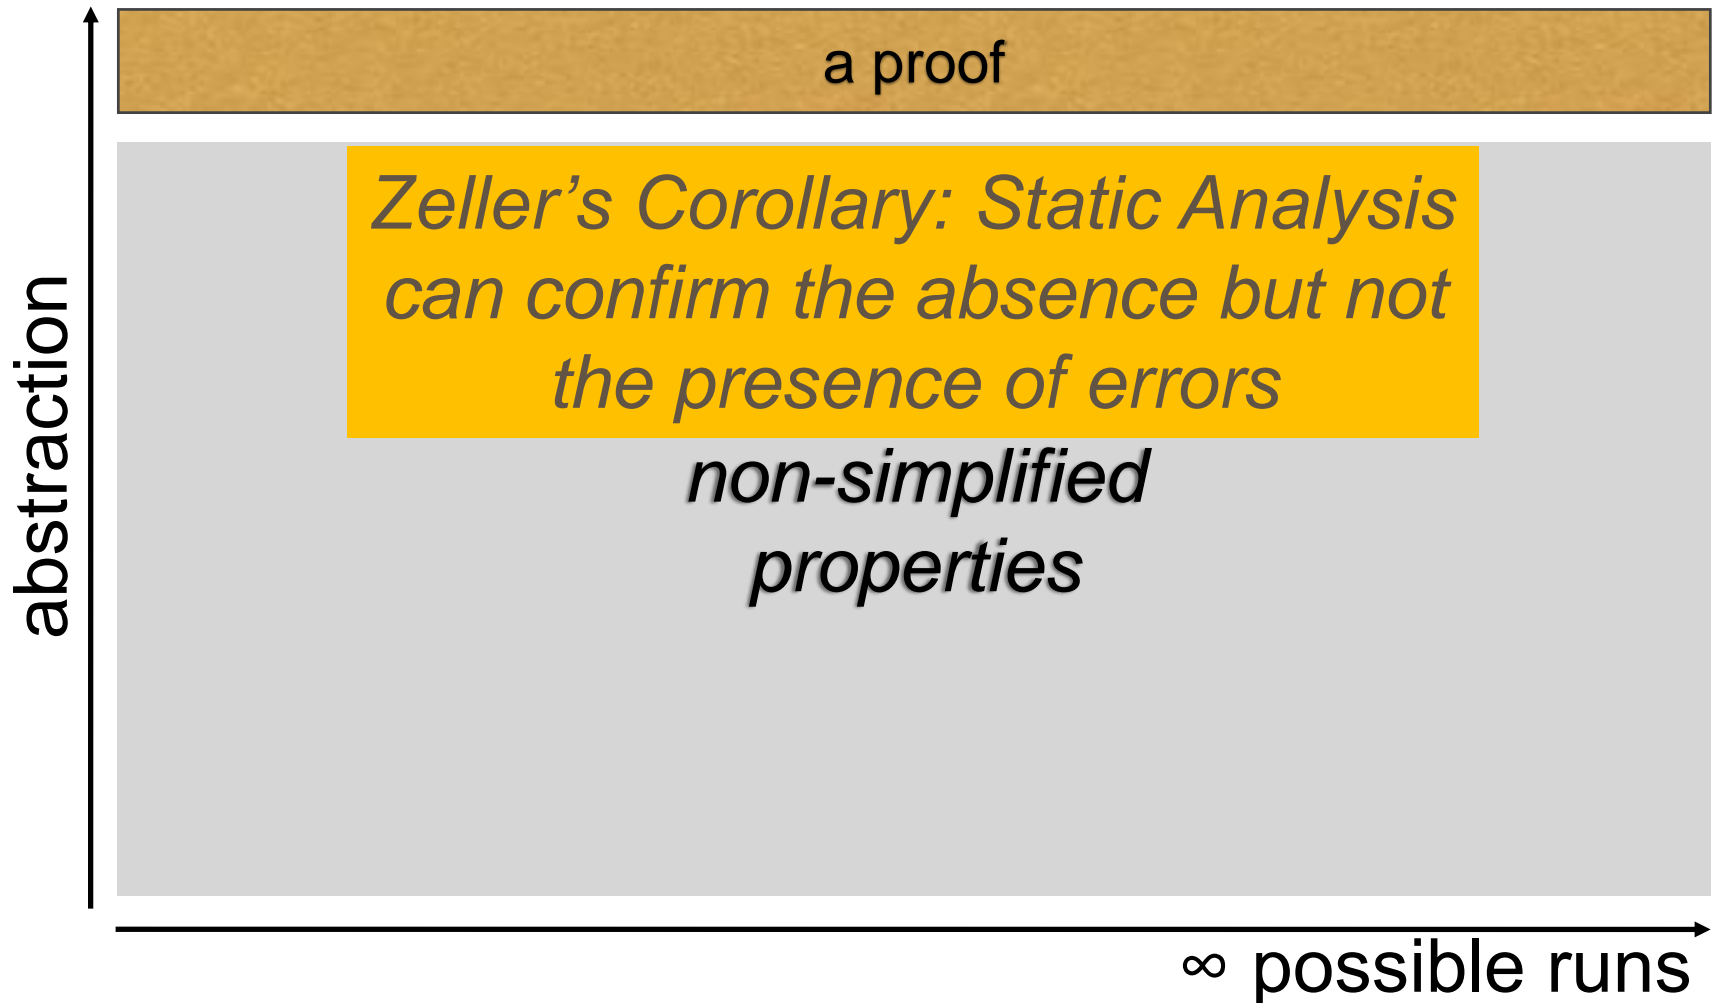 a proof
Zeller’s Corollary: Static Analysis
can confirm the absence but not
the presence of errors
non-simplified
properties
abstraction
∞ possible runs